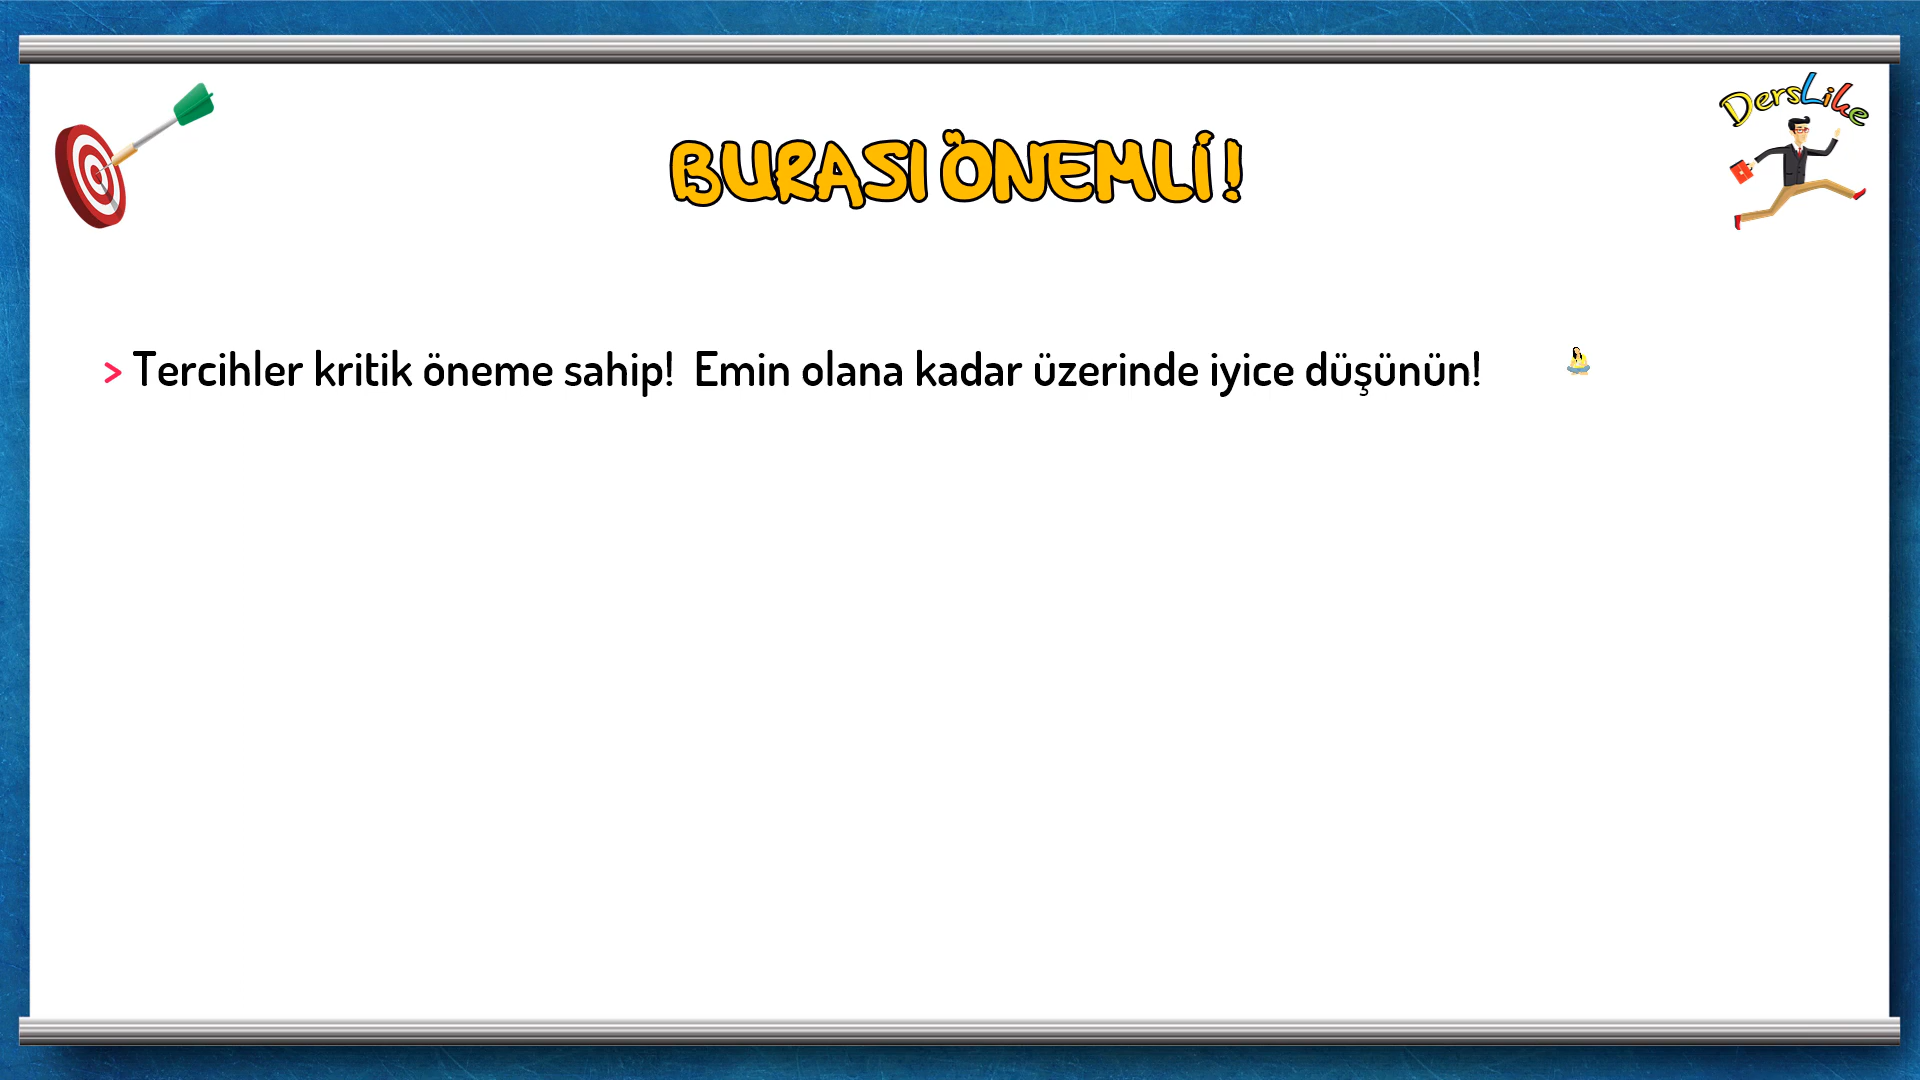 DersLike
BURASI ÖNEMLİ!
> Tercihler kritik öneme sahip! Emin olana kadar üzerinde iyice düşünün!